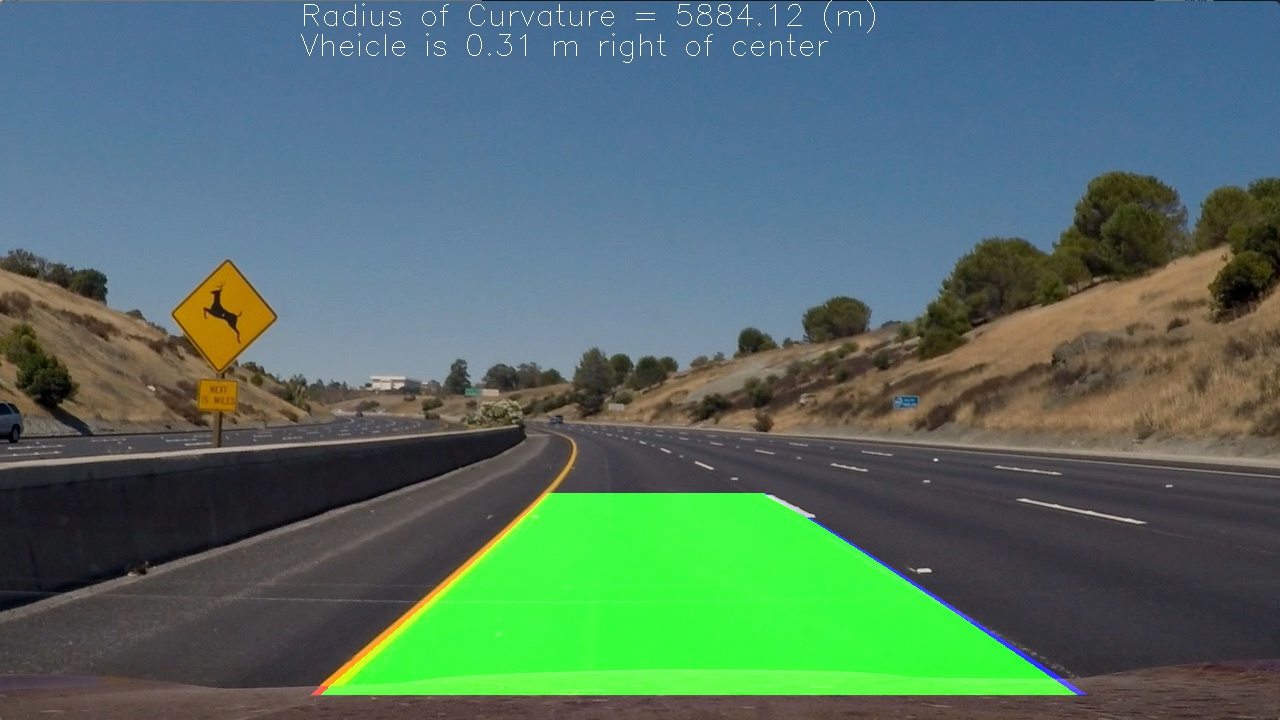 Radius of Curvature = 5884.12 (m)
Vheicle is 0.31 m right of center
NEXT
15 MILES